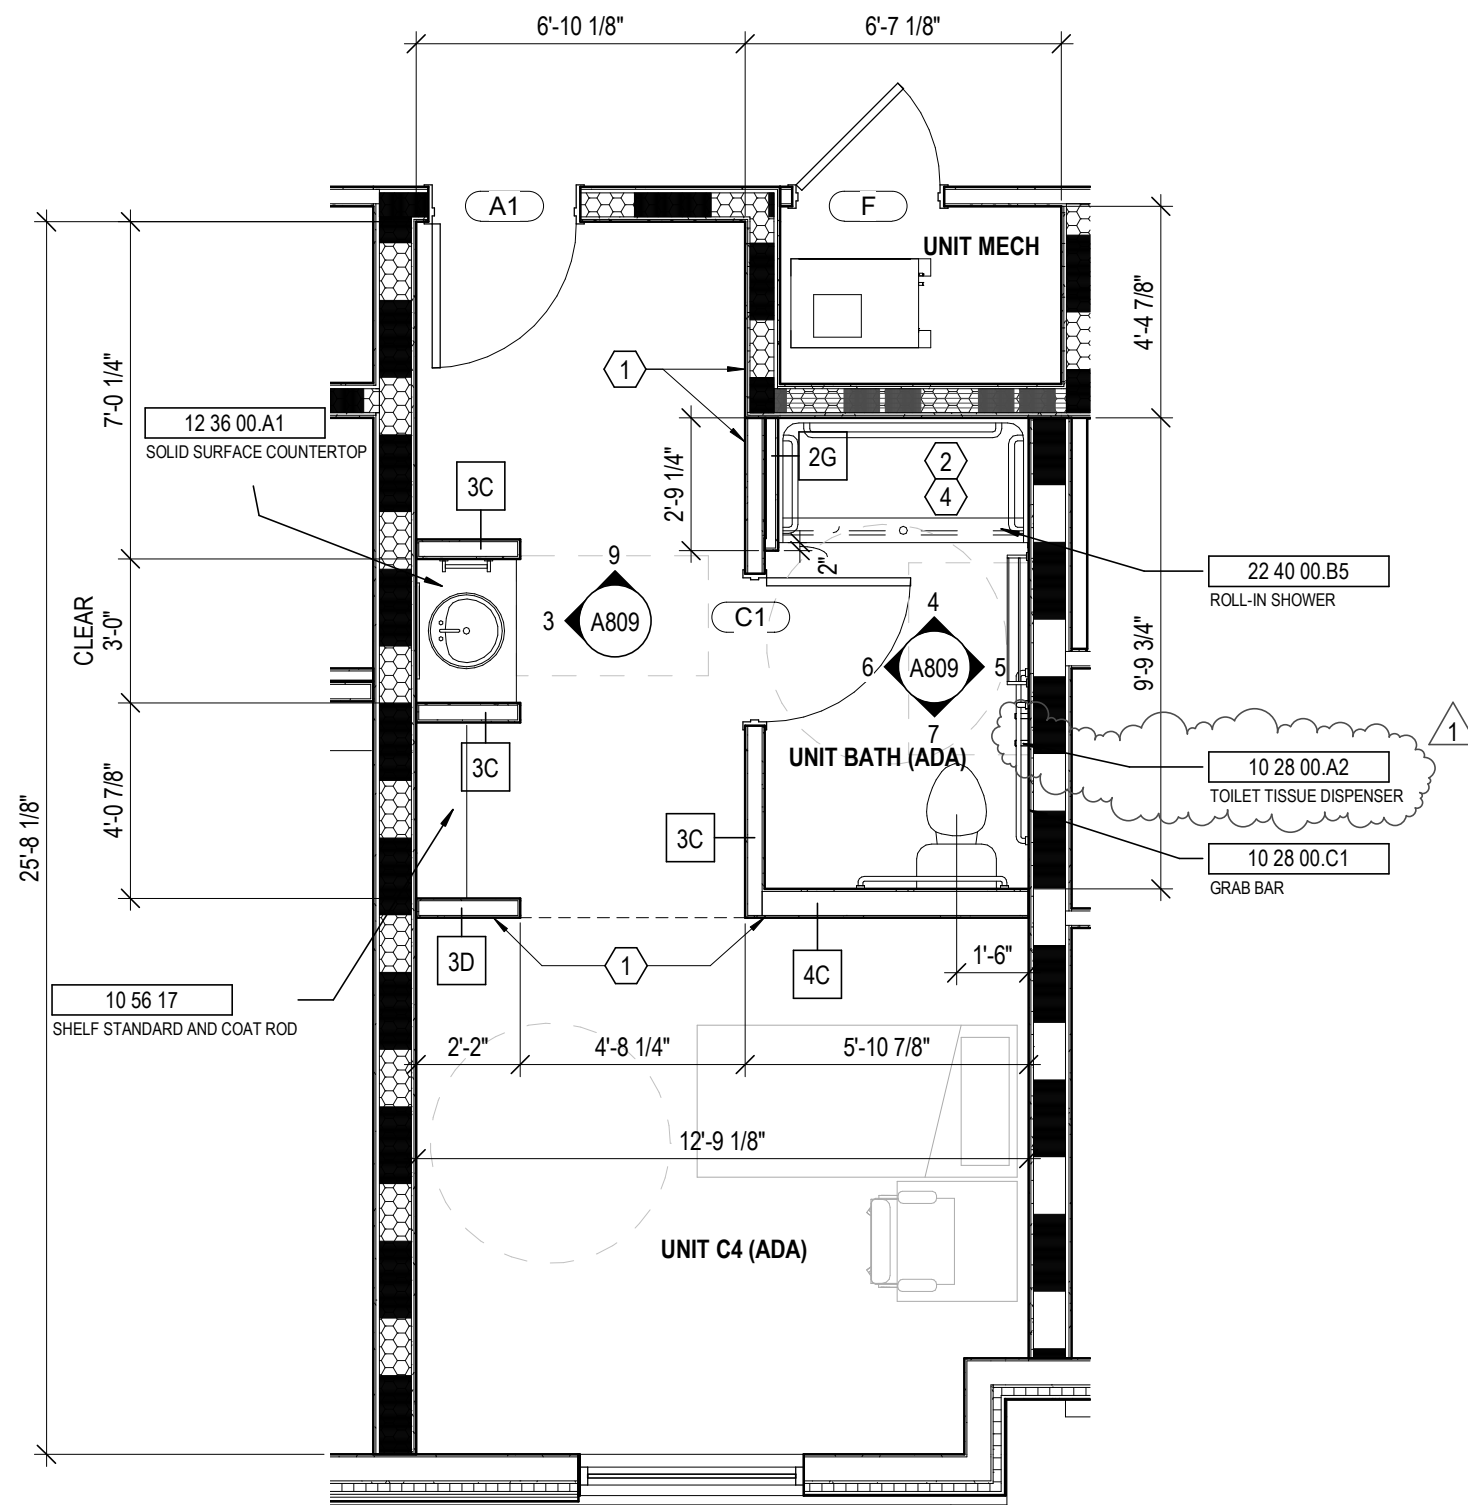 6'-10 1/8"
6'-7 1/8"
A1
F
UNIT MECH
4'-4 7/8"
7'-0 1/4"
1
12 36 00.A1
SOLID SURFACE COUNTERTOP
2G
2
4
3C
2'-9 1/4"
2"
22 40 00.B5
ROLL-IN SHOWER
9
3
A809
C1
4
6
A809
5
7
CLEAR
3'-0"
9'-9 3/4"
1
UNIT BATH (ADA)
10 28 00.A2
TOILET TISSUE DISPENSER
3C
4'-0 7/8"
25'-8 1/8"
3C
10 28 00.C1
GRAB BAR
3D
1
4C
1'-6"
10 56 17
SHELF STANDARD AND COAT ROD
2'-2"
4'-8 1/4"
5'-10 7/8"
12'-9 1/8"
UNIT C4 (ADA)